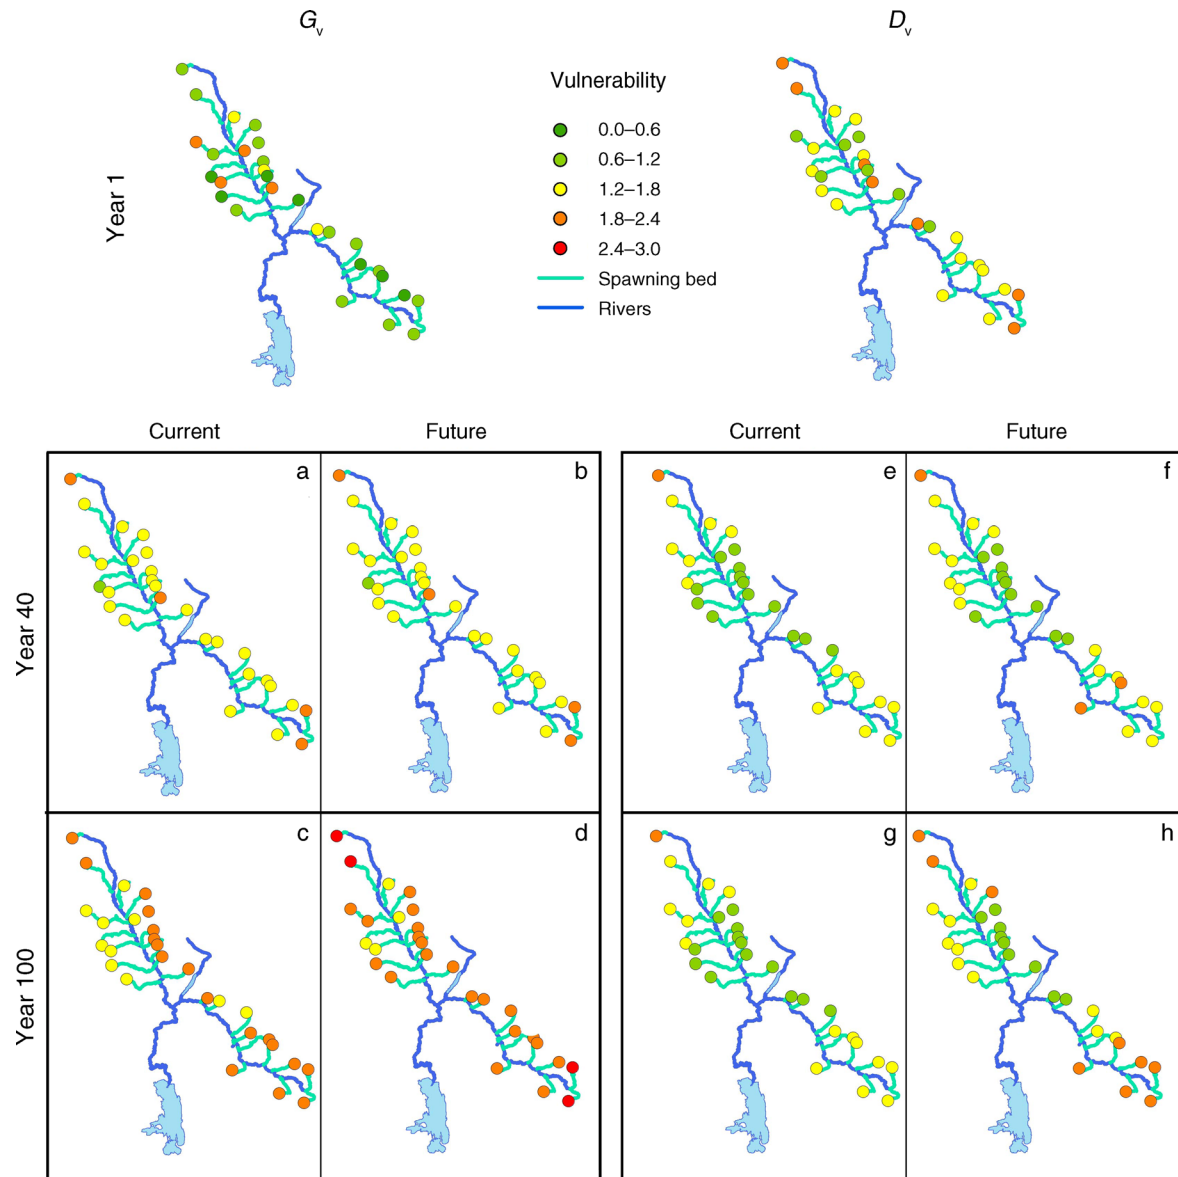 Gv
Dv
Vulnerability
0.0–0.6
0.6–1.2
1.2–1.8
1.8–2.4
2.4–3.0
Spawning bed
Rivers
Year 1
Current
Future
Current
Future
a
b
e
f
Year 40
c
d
g
h
Year 100